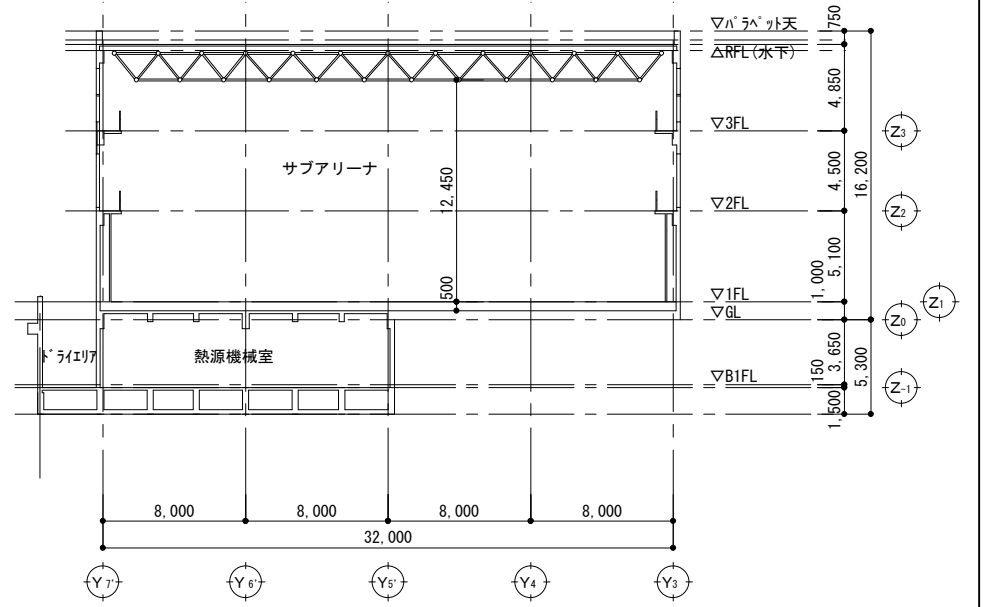 ▽パラペット天
△RFL(水下)
750
4,850
▽3FL
Z3
サブアリーナ
12,450
4,500
16,200
▽2FL
Z2
5,100
500
1,000
▽1FL
Z1
▽GL
Z0
ドライエリア
熱源機械室
3,650
5,300
150
▽B1FL
Z-1
1,500
8,000
8,000
8,000
8,000
32,000
Y7'
Y6'
Y5'
Y4
Y3